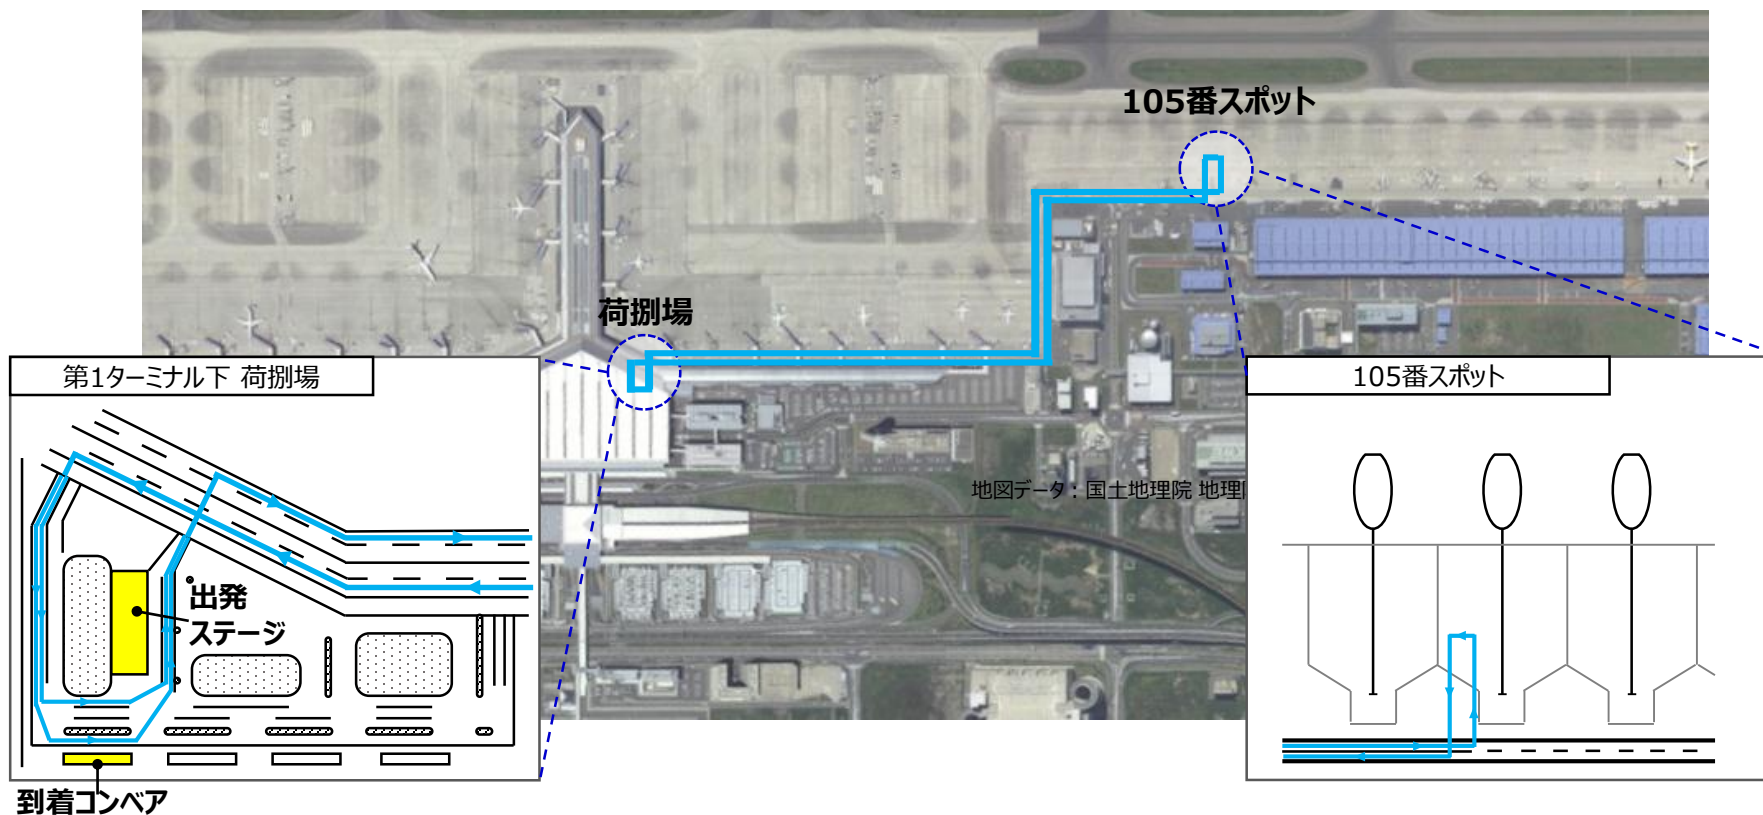 105番スポット
荷捌場
第1ターミナル下 荷捌場
105番スポット
地図データ：国土地理院 地理
出発
ステージ
到着コンベア